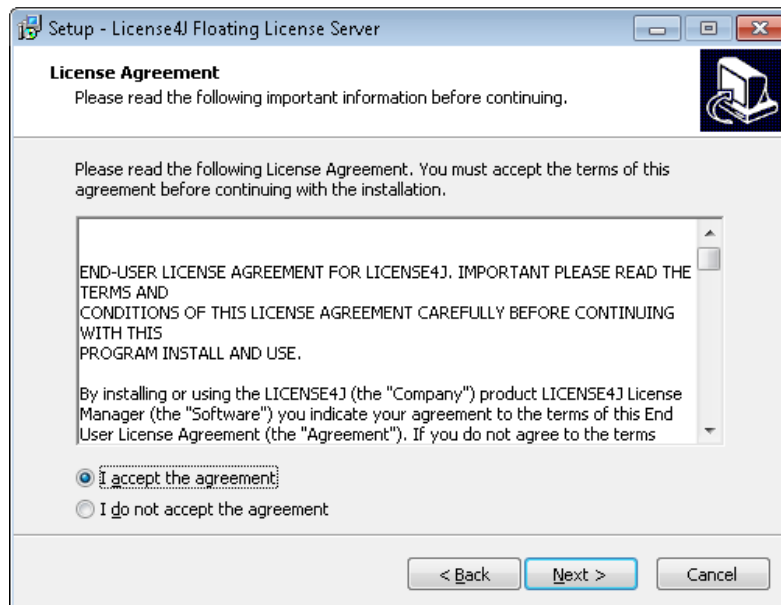 Setup - License4J Floating License Server
License Agreement
Please read the following important information before continuing.
Please read the following License Agreement. You must accept the terms of this
agreement before continuing with the installation.
END-USER LICENSE AGREEMENT FOR LICENSE4J. IMPORTANT PLEASE READ THE
TERMS AND
CONDITIONS OF THIS LICENSE AGREEMENT CAREFULLY BEFORE CONTINUING
WITH THIS
PROGRAM INSTALL AND USE.
By installing or using the LICENSE4J (the "Company") product LICENSE4J License
Manager (the "Software") you indicate your agreement to the terms of this End
User License Agreement (the "Agreement"). If you do not agree to the terms
I accept the agreement
I do not accept the agreement
< Back
Next >
Cancel